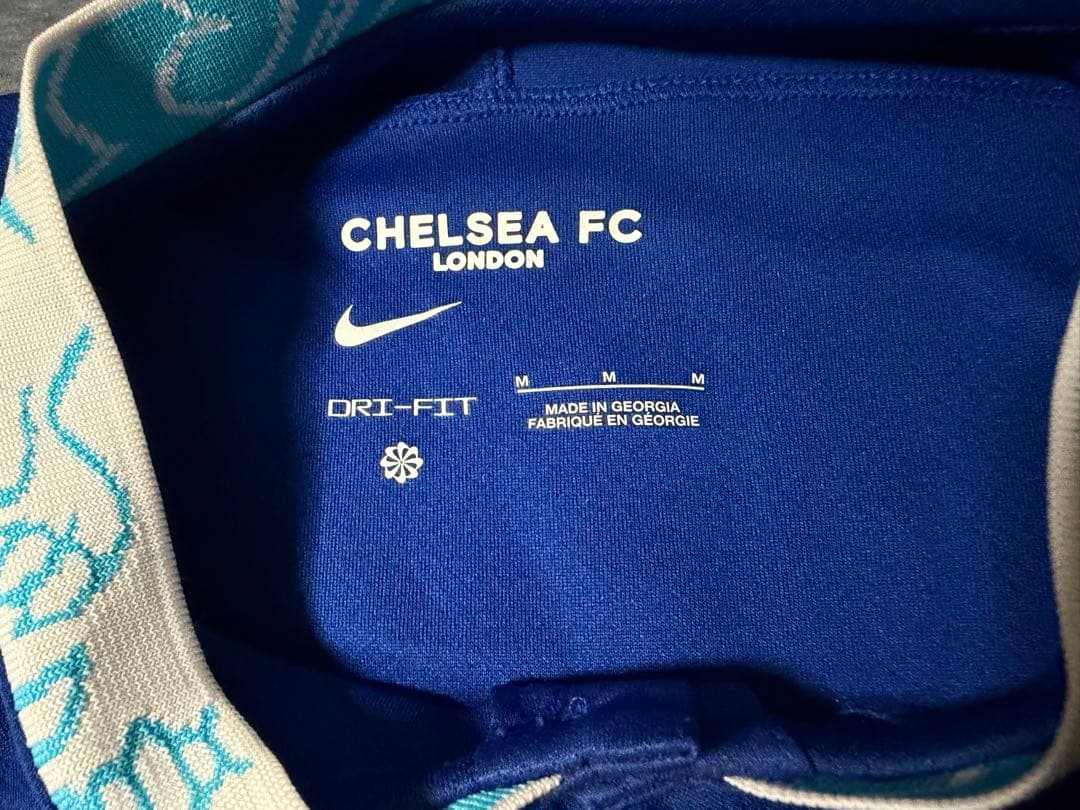 CHELSEA FC
LONDON
DRI-FIT
M M M
MADE IN GEORGIA
FABRIQUÉ EN GÉORGIE